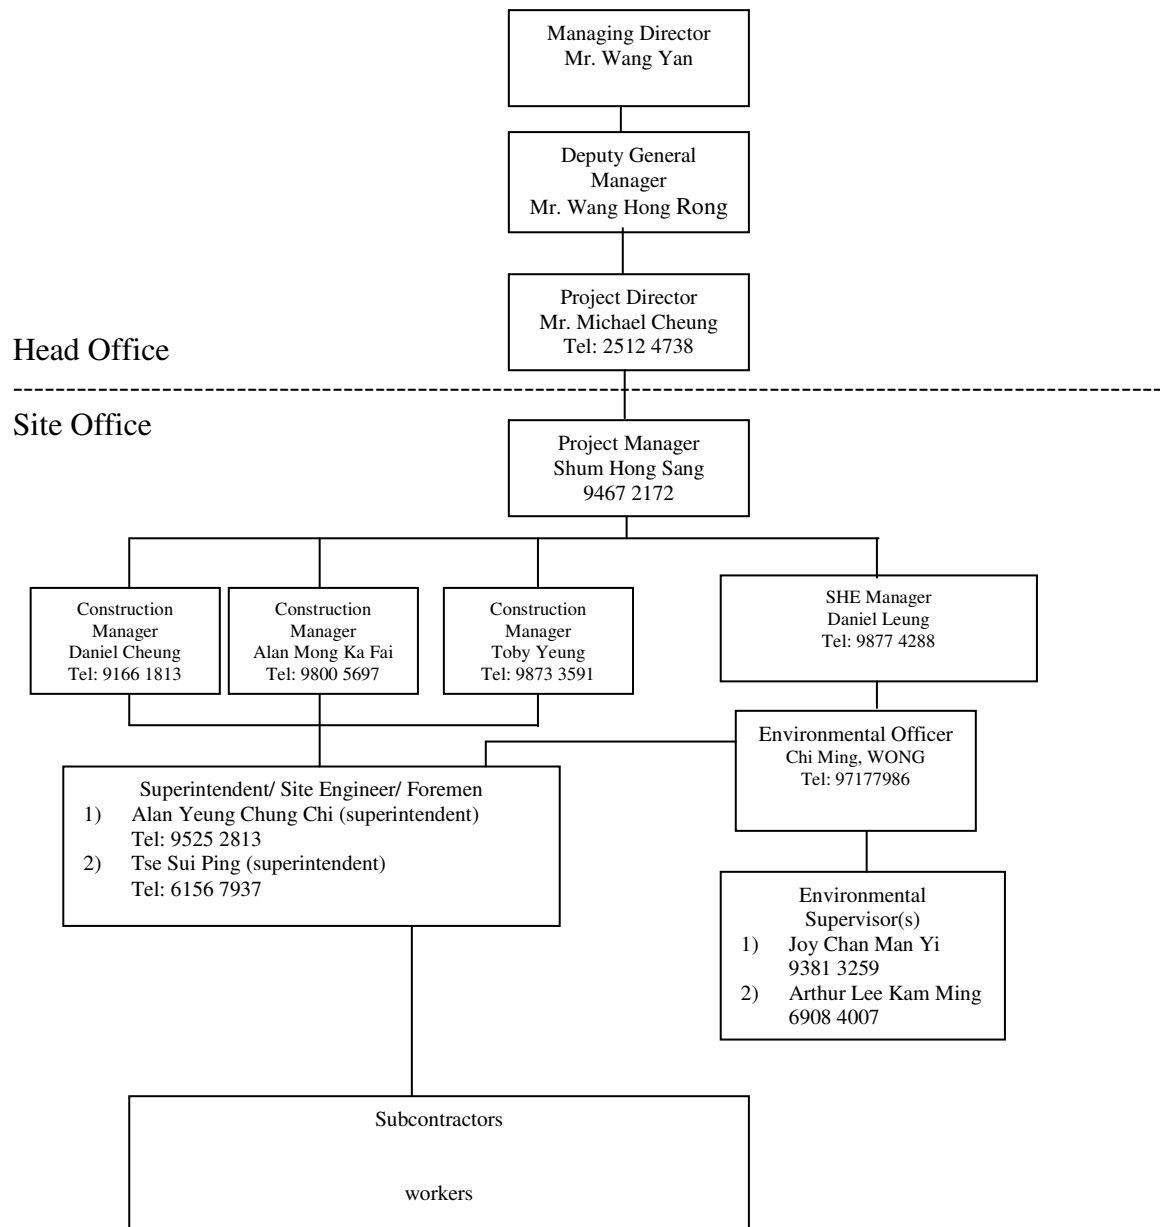 Managing Director
Mr. Wang Yan
Deputy General
Manager
Mr. Wang Hong Rong
Project Director
Mr. Michael Cheung
Tel: 2512 4738
Head Office
Site Office
Project Manager
Shum Hong Sang
9467 2172
Construction
Manager
Daniel Cheung
Tel: 9166 1813
Construction
Manager
Alan Mong Ka Fai
Tel: 9800 5697
Construction
Manager
Toby Yeung
Tel: 9873 3591
SHE Manager
Daniel Leung
Tel: 9877 4288
Environmental Officer
Chi Ming, WONG
Tel: 97177986
Superintendent/ Site Engineer/ Foremen
1) Alan Yeung Chung Chi (superintendent)
Tel: 9525 2813
2) Tse Sui Ping (superintendent)
Tel: 6156 7937
Environmental
Supervisor(s)
1) Joy Chan Man Yi
9381 3259
2) Arthur Lee Kam Ming
6908 4007
Subcontractors
workers